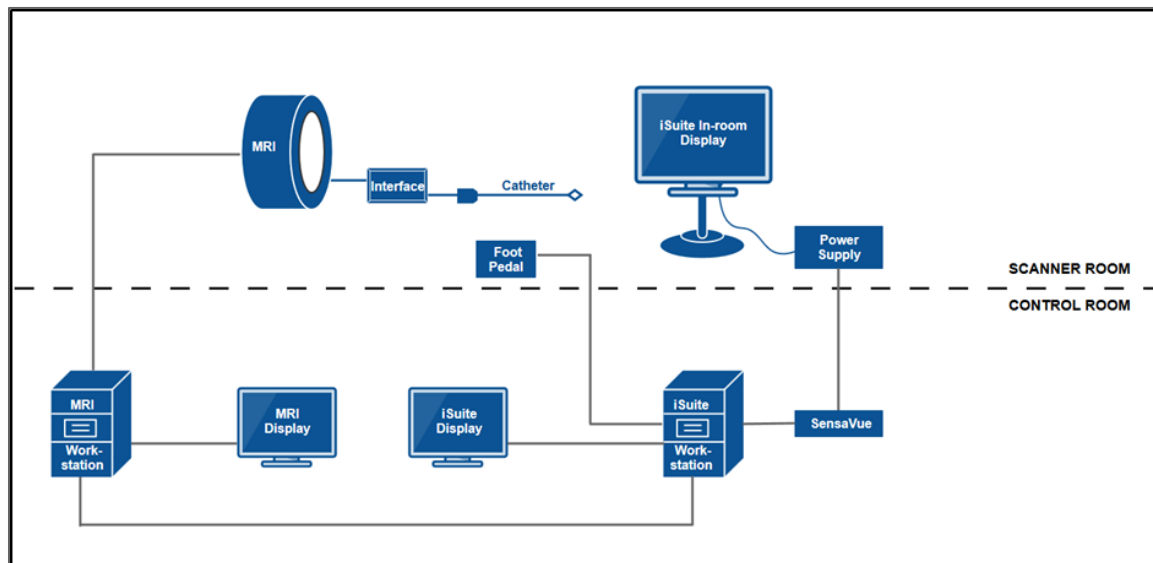 MRI
Interface
Catheter
iSuite In-room
Display
Foot
Pedal
Power
Supply
SCANNER ROOM
CONTROL ROOM
MRI
Work-
station
MRI
Display
iSuite
Display
iSuite
Work-
station
SensaVue